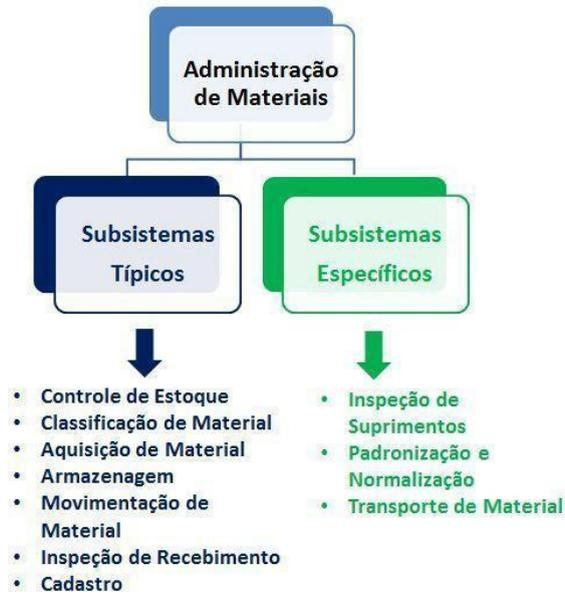 Administração
de Materiais
Subsistemas
Típicos
Subsistemas
Específicos
• Controle de Estoque
• Classificação de Material
• Aquisição de Material
• Armazenagem
• Movimentação de
Material
• Inspeção de Recebimento
• Cadastro
• Inspeção de
Suprimentos
• Padronização e
Normalização
• Transporte de Material